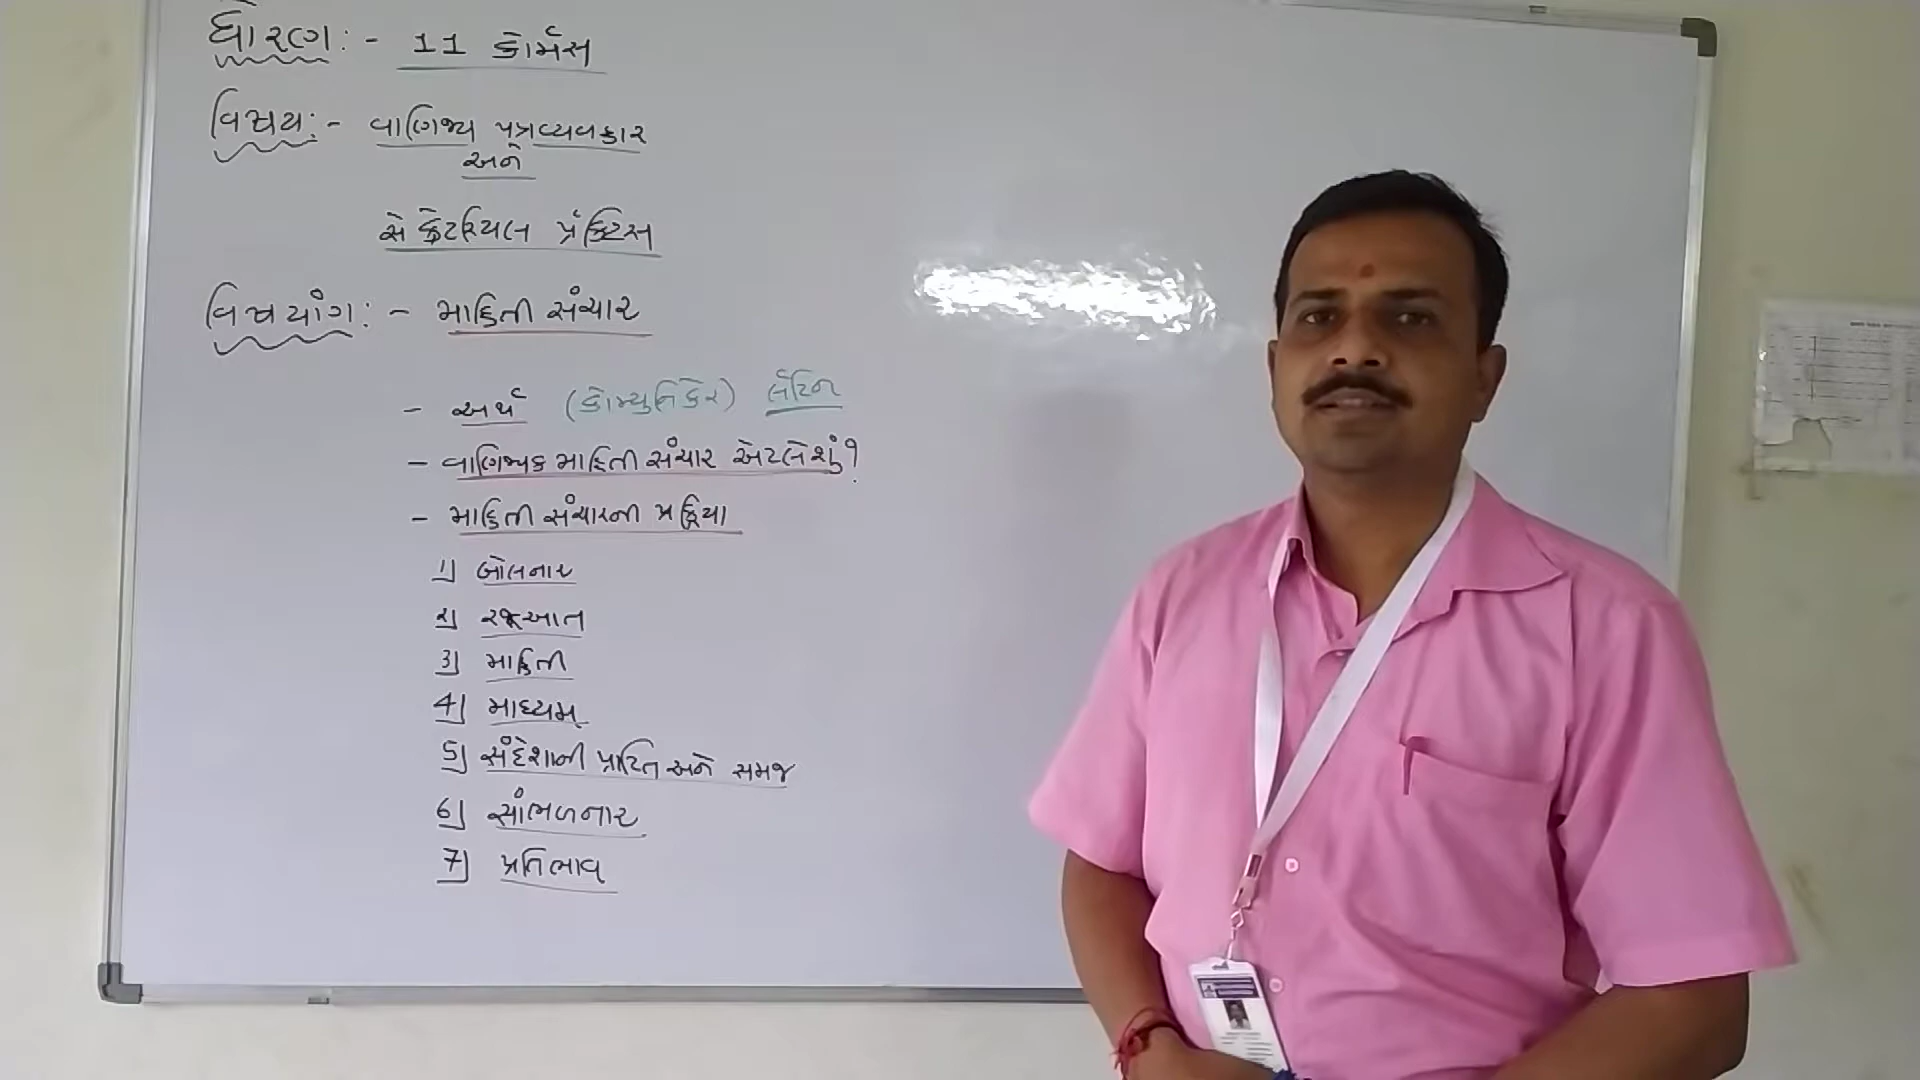 ધોરણ :- 11 કોમર્સ
વિષય :- વાણિજ્ય પત્રવ્યવહાર
અને
સેક્રેટરિયલ પ્રેક્ટિસ
વિષયાંગ :- માહિતી સંચાર
- અર્થ (કોમ્યુનિકેર) લેટિન
- વાણિજ્યક માહિતી સંચાર એટલે શું?
- માહિતી સંચારની પ્રક્રિયા
1] બોલનાર
2] રજૂઆત
3] માહિતી
4] માધ્યમ
5] સંદેશાની પ્રાપ્તિ અને સમજ
6] સાંભળનાર
7] પ્રતિભાવ